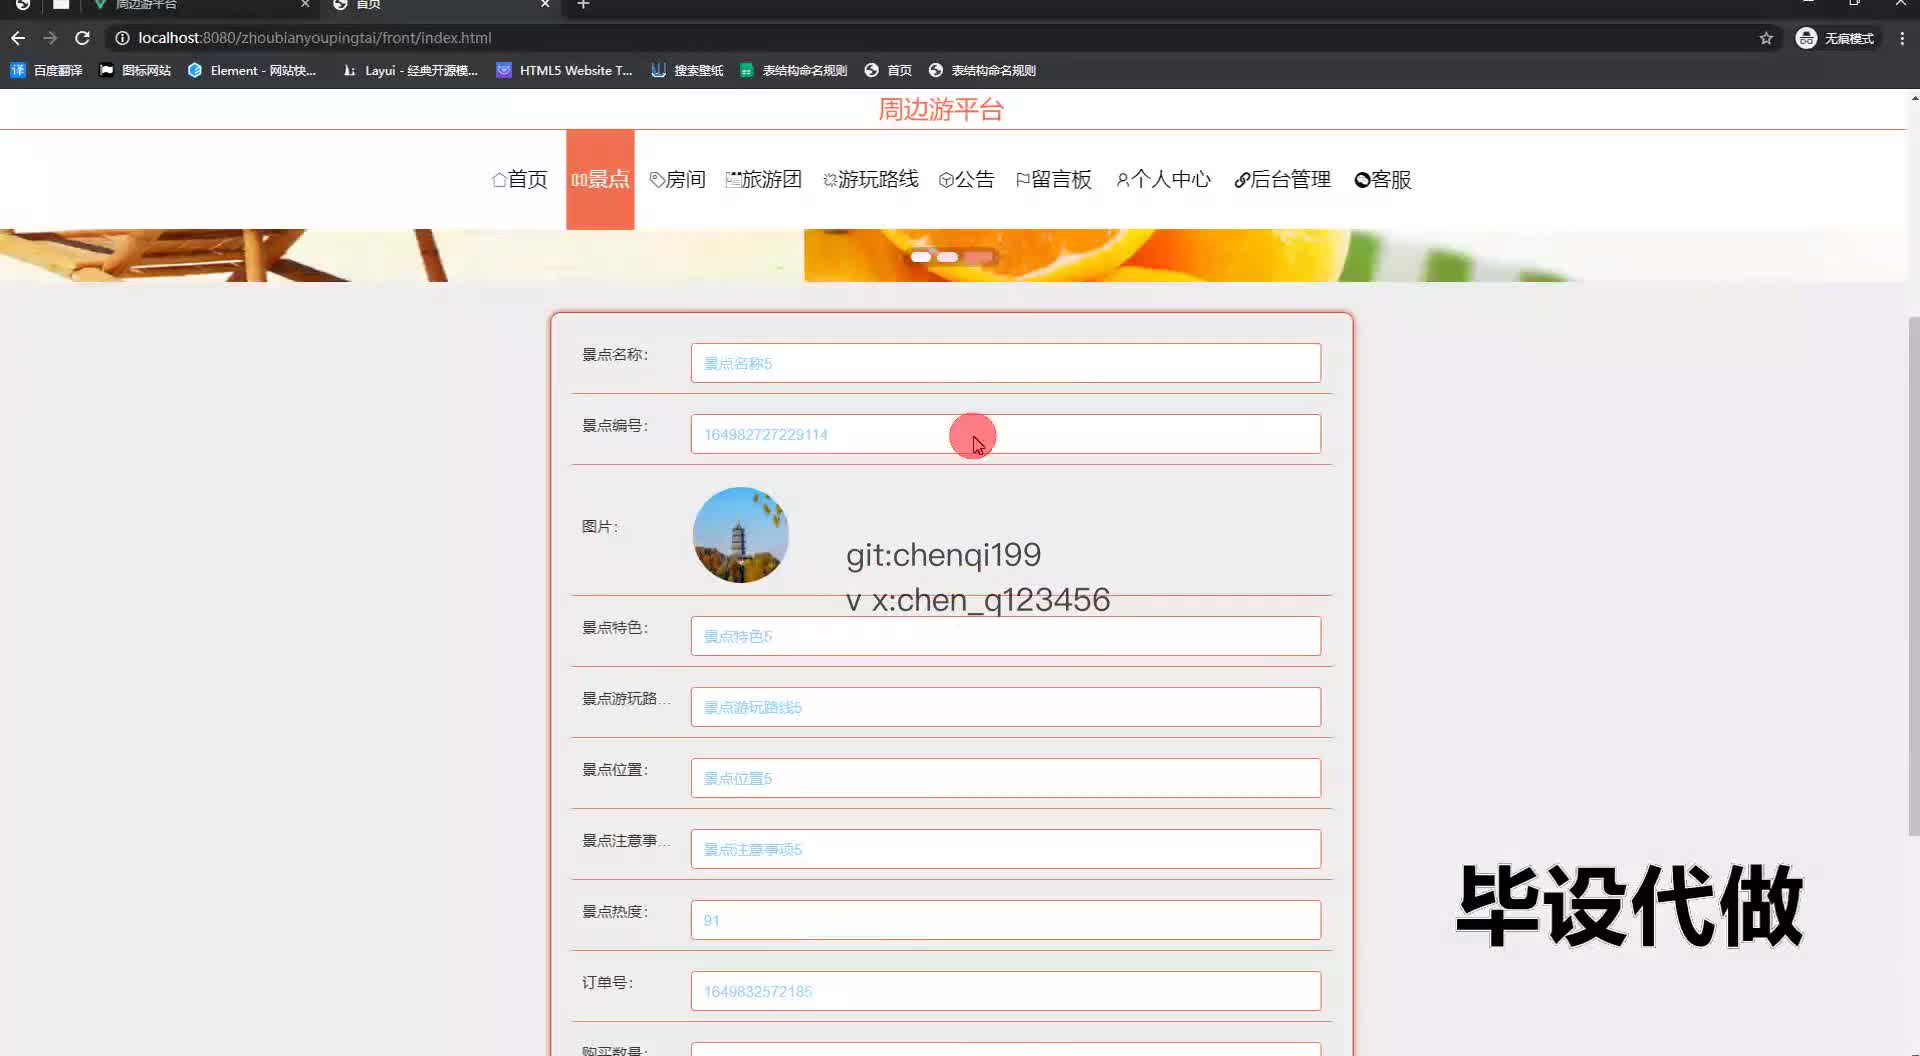 周边游平台
首页
localhost:8080/zhoubianyoupingtai/front/index.html
无痕模式
译 百度翻译
图标网站
Element - 网站快...
Layui - 经典开源模...
HTML5 Website T...
搜索壁纸
表结构命名规则
首页
表结构命名规则
周边游平台
首页
景点
房间
旅游团
游玩路线
公告
留言板
个人中心
后台管理
客服
景点名称:
景点名称5
景点编号:
164982727229114
图片:
git:chenqi199
v x:chen_q123456
景点特色:
景点特色5
景点游玩路...
景点游玩路线5
景点位置:
景点位置5
景点注意事...
景点注意事项5
景点热度:
91
订单号:
1649832572185
购买数量:
毕设代做